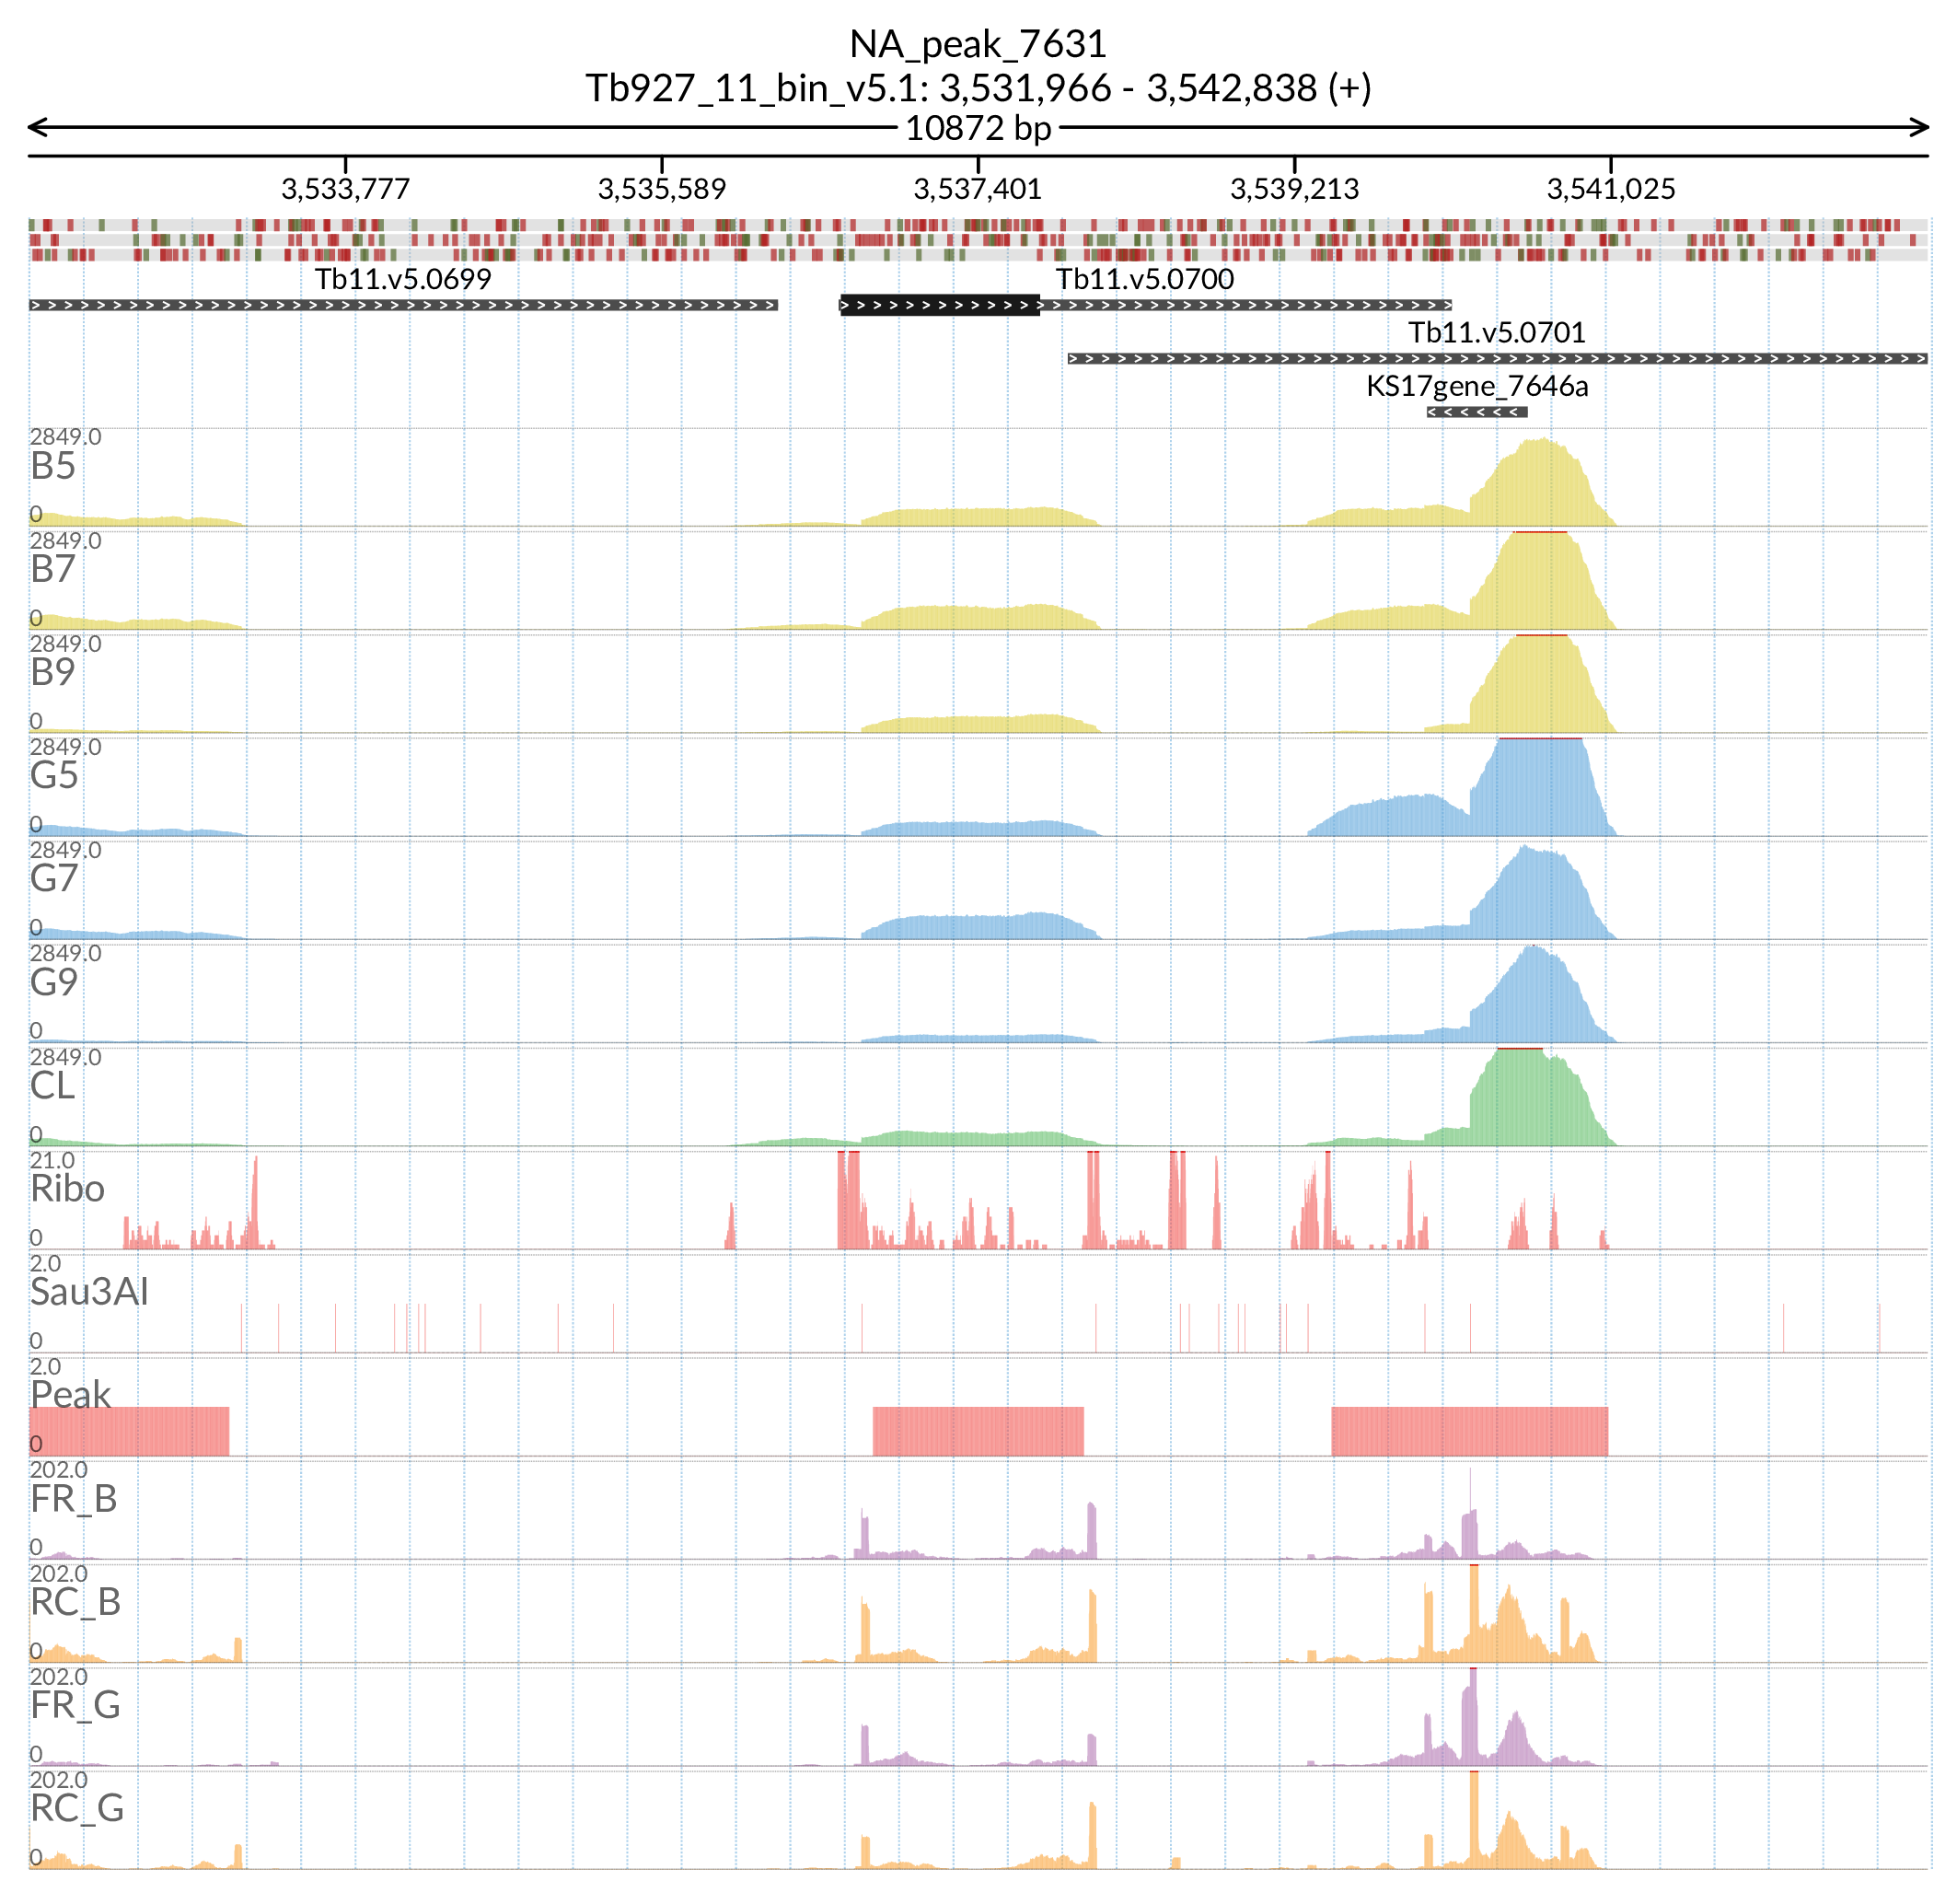 NA_peak_7631
Tb927_11_bin_v5.1: 3,531,966 - 3,542,838 (+)
10872 bp
3,533,777 3,535,589 3,537,401 3,539,213 3,541,025
Tb11.v5.0699 Tb11.v5.0700
Tb11.v5.0701
KS17gene_7646a
2849.0
B5
0
2849.0
B7
0
2849.0
B9
0
2849.0
G5
0
2849.0
G7
0
2849.0
G9
0
2849.0
CL
0
21.0
Ribo
0
2.0
Sau3AI
0
2.0
Peak
0
202.0
FR_B
0
202.0
RC_B
0
202.0
FR_G
0
202.0
RC_G
0